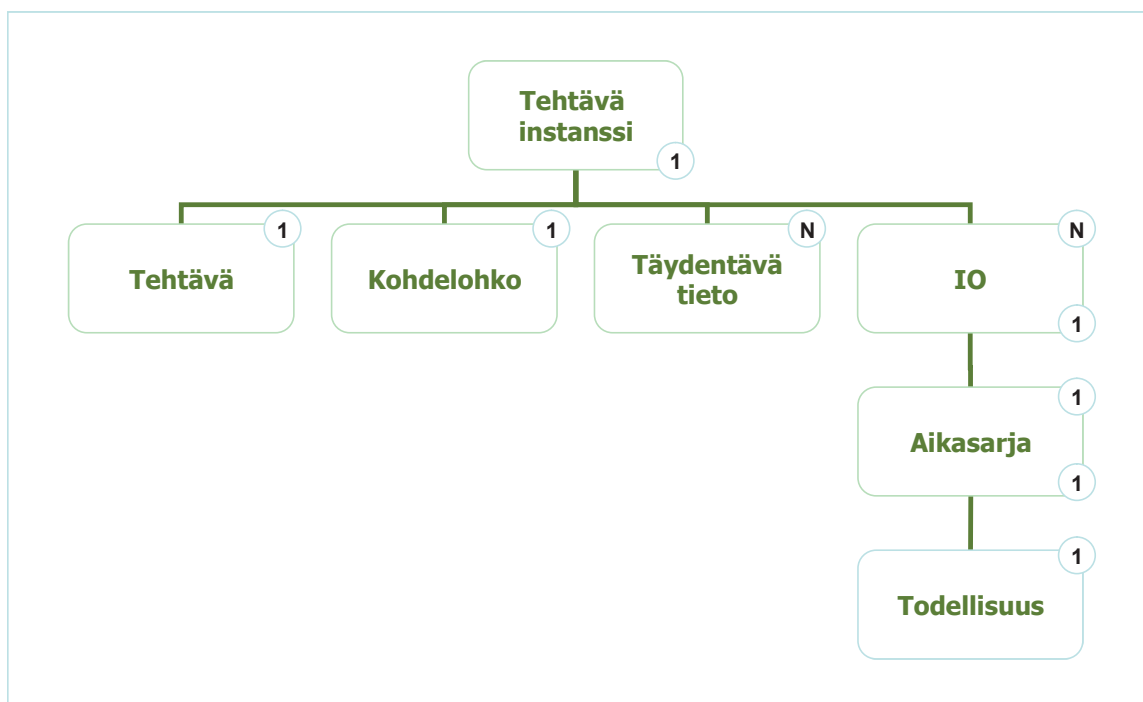 Tehtävä
instanssi
1
1
1
N
N
Tehtävä
Kohdelohko
Täydentävä
tieto
IO
1
1
Aikasarja
1
1
Todellisuus